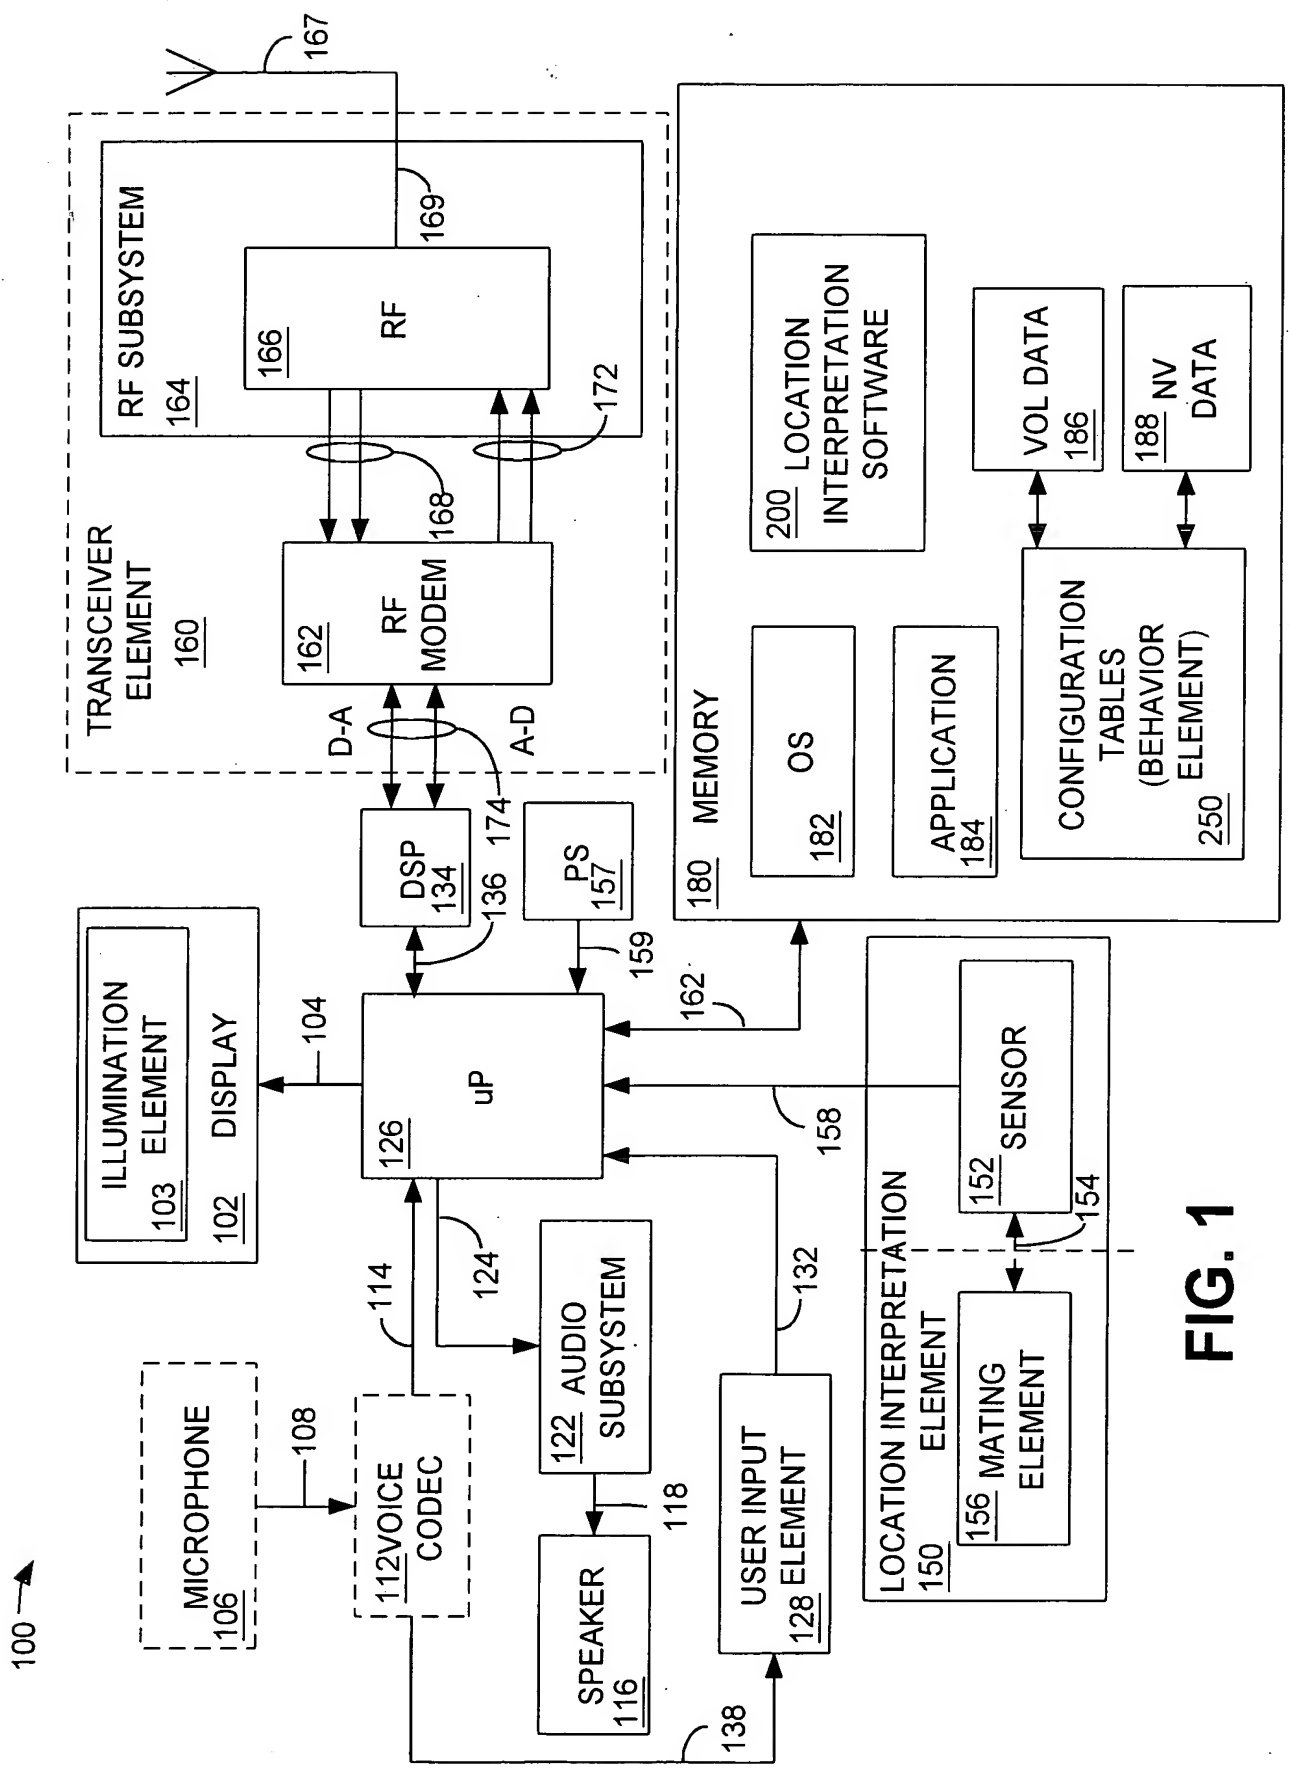 100
MICROPHONE
106
108
112 VOICE
CODEC
114
138
ILLUMINATION
ELEMENT
103
DISPLAY
102
104
uP
126
124
122 AUDIO
SUBSYSTEM
118
SPEAKER
116
USER INPUT
ELEMENT
128
132
DSP
134
136
PS
157
159
162
158
LOCATION INTERPRETATION
ELEMENT
150
MATING
ELEMENT
156
154
SENSOR
152
TRANSCEIVER
ELEMENT
160
D-A
A-D
174
162
RF
MODEM
168
172
RF SUBSYSTEM
164
166
RF
169
167
MEMORY
180
OS
182
APPLICATION
184
200 LOCATION
INTERPRETATION
SOFTWARE
CONFIGURATION
TABLES
(BEHAVIOR
ELEMENT)
250
VOL DATA
186
188 NV
DATA
FIG. 1